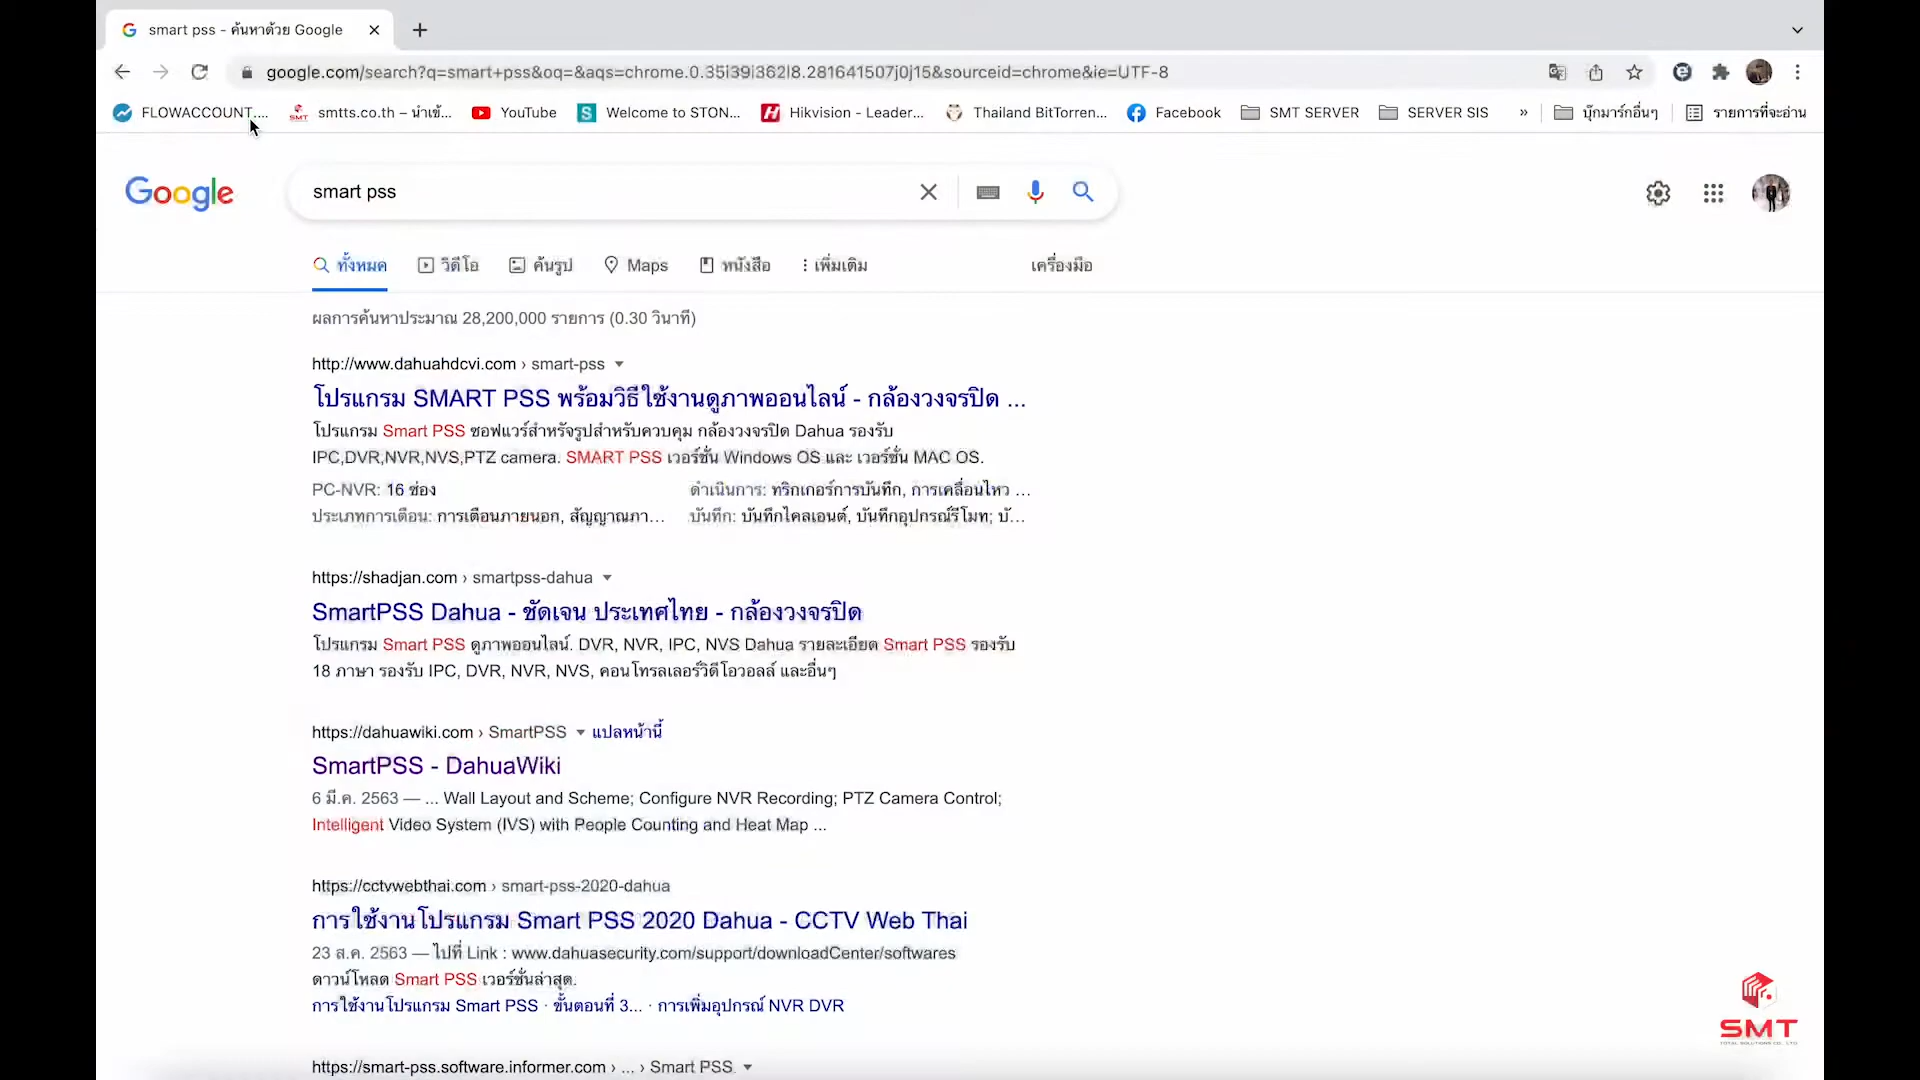 smart pss - ค้นหาด้วย Google
google.com/search?q=smart+pss&oq=&aqs=chrome.0.35i39i362l8.281641507j0j15&sourceid=chrome&ie=UTF-8
FLOWACCOUNT.... smtts.co.th – นำเข้... YouTube Welcome to STON... Hikvision - Leader... Thailand BitTorren... Facebook SMT SERVER SERVER SIS » บุ๊กมาร์กอื่นๆ รายการที่จะอ่าน
Google smart pss
ทั้งหมด วิดีโอ ค้นรูป Maps หนังสือ เพิ่มเติม เครื่องมือ
ผลการค้นหาประมาณ 28,200,000 รายการ (0.30 วินาที)
http://www.dahuahdcvi.com › smart-pss
โปรแกรม SMART PSS พร้อมวิธีใช้งานดูภาพออนไลน์ - กล้องวงจรปิด ...
โปรแกรม Smart PSS ซอฟแวร์สำหรัจรูปสำหรับควบคุม กล้องวงจรปิด Dahua รองรับ
IPC,DVR,NVR,NVS,PTZ camera. SMART PSS เวอร์ชั่น Windows OS และ เวอร์ชั่น MAC OS.
PC-NVR: 16 ช่อง ดำเนินการ: ทริกเกอร์การบันทึก, การเคลื่อนไหว ...
ประเภทการเตือน: การเตือนภายนอก, สัญญาณภา... บันทึก: บันทึกไคลเอนต์, บันทึกอุปกรณ์รีโมท; บั...
https://shadjan.com › smartpss-dahua
SmartPSS Dahua - ชัดเจน ประเทศไทย - กล้องวงจรปิด
โปรแกรม Smart PSS ดูภาพออนไลน์. DVR, NVR, IPC, NVS Dahua รายละเอียด Smart PSS รองรับ
18 ภาษา รองรับ IPC, DVR, NVR, NVS, คอนโทรลเลอร์วิดีโอวอลล์ และอื่นๆ
https://dahuawiki.com › SmartPSS แปลหน้านี้
SmartPSS - DahuaWiki
6 มี.ค. 2563 — ... Wall Layout and Scheme; Configure NVR Recording; PTZ Camera Control;
Intelligent Video System (IVS) with People Counting and Heat Map ...
https://cctvwebthai.com › smart-pss-2020-dahua
การใช้งานโปรแกรม Smart PSS 2020 Dahua - CCTV Web Thai
23 ส.ค. 2563 — ไปที่ Link : www.dahuasecurity.com/support/downloadCenter/softwares
ดาวน์โหลด Smart PSS เวอร์ชั่นล่าสุด.
การใช้งานโปรแกรม Smart PSS · ขั้นตอนที่ 3... · การเพิ่มอุปกรณ์ NVR DVR
https://smart-pss.software.informer.com › ... › Smart PSS
SMT
TOTAL SOLUTIONS CO., LTD.